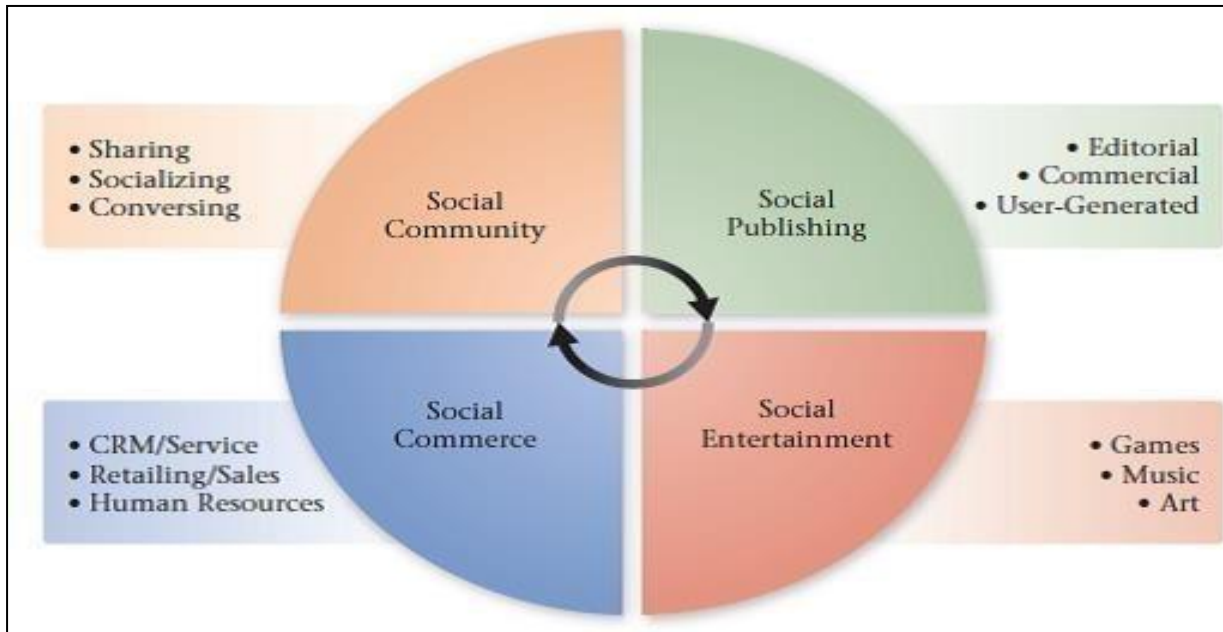 • Sharing
• Socializing
• Conversing
Social
Community
Social
Publishing
• Editorial
• Commercial
• User-Generated
• CRM/Service
• Retailing/Sales
• Human Resources
Social
Commerce
Social
Entertainment
• Games
• Music
• Art